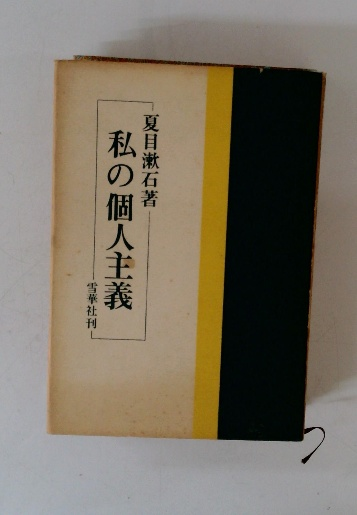 夏目漱石著
私の個人主義
雪華社刊